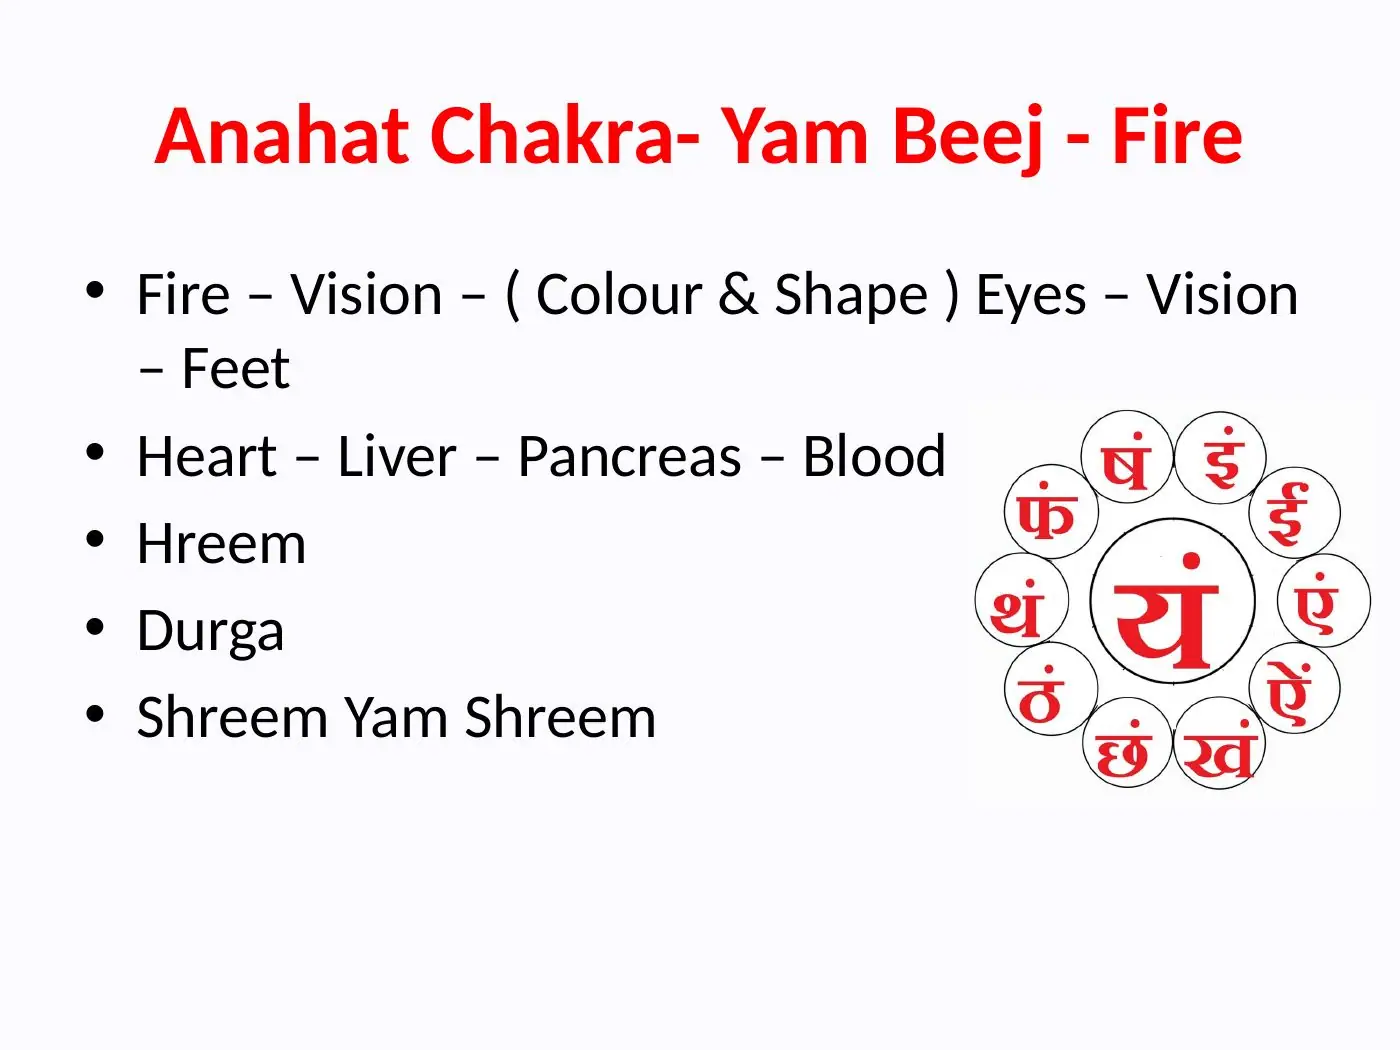 Anahat Chakra- Yam Beej - Fire
• Fire – Vision – ( Colour & Shape ) Eyes – Vision
– Feet
• Heart – Liver – Pancreas – Blood
• Hreem
• Durga
• Shreem Yam Shreem
षं इं
फं ई
यं
थं एं
ठं ऐं
छं खं